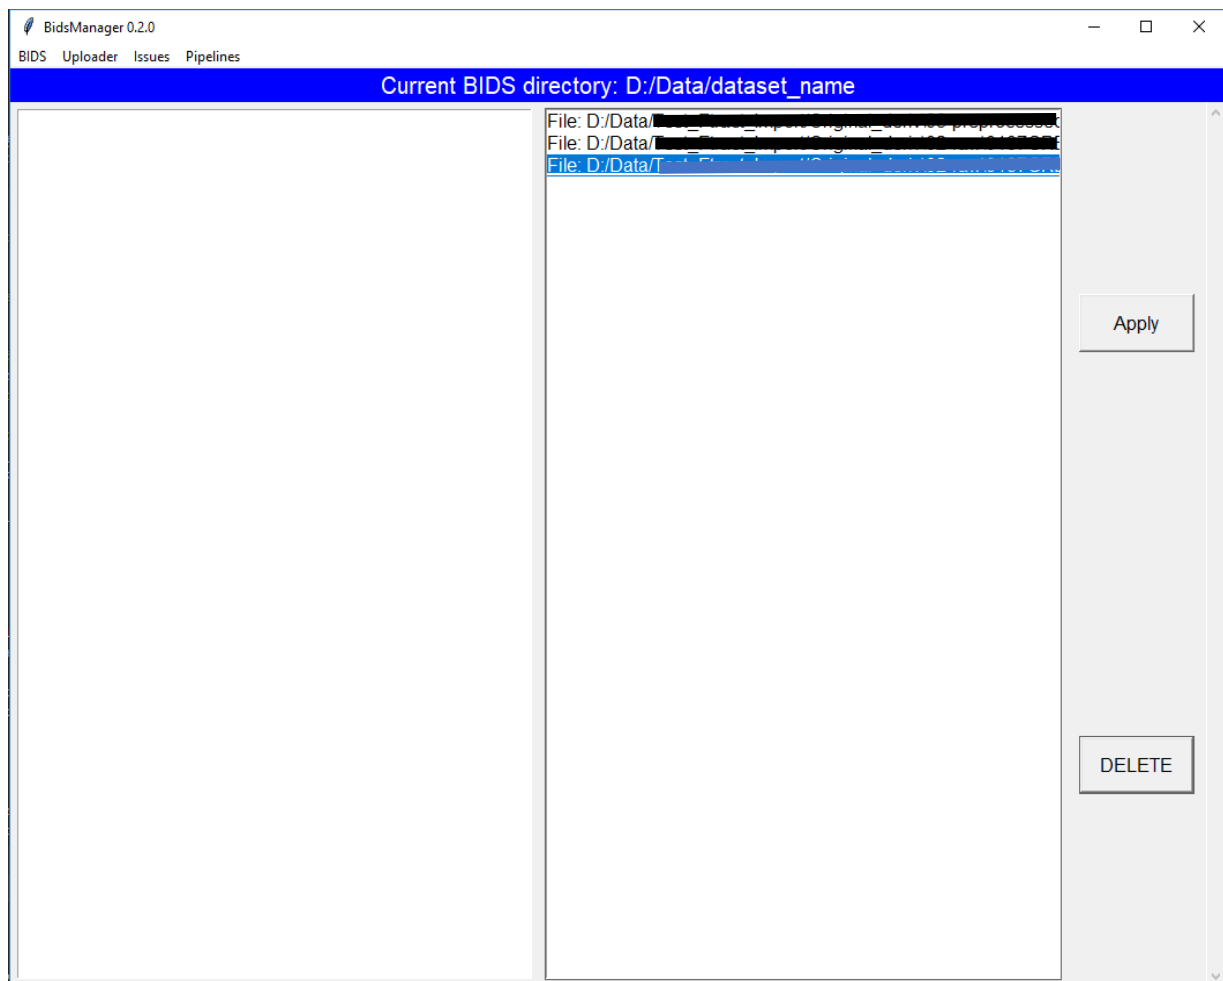 BidsManager 0.2.0
BIDS Uploader Issues Pipelines
Current BIDS directory: D:/Data/dataset_name
File: D:/Data/
File: D:/Data/
File: D:/Data/
Apply
DELETE